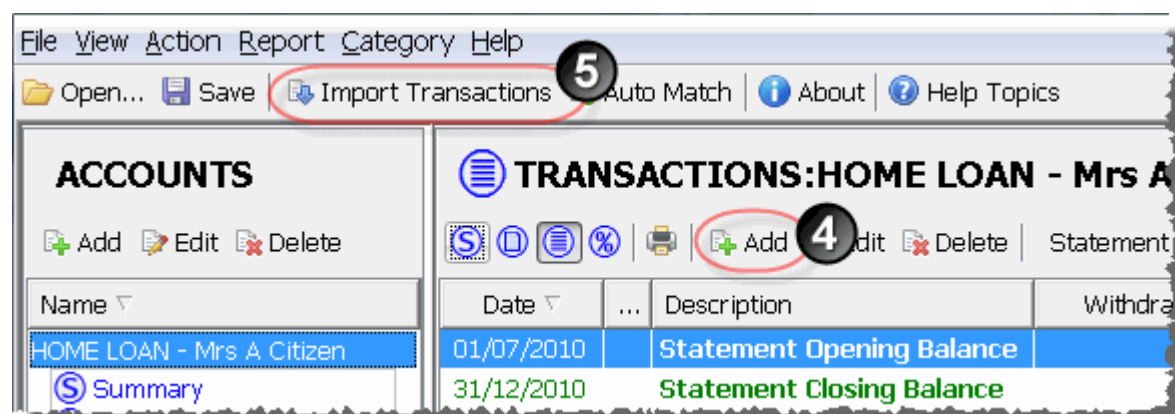 File View Action Report Category Help
Open... Save Import Transactions 5 Auto Match About Help Topics
ACCOUNTS
Add Edit Delete
Name
HOME LOAN - Mrs A Citizen
S Summary
TRANSACTIONS:HOME LOAN - Mrs A
S % Add 4 dit Delete Statement
Date ... Description Withdra
01/07/2010 Statement Opening Balance
31/12/2010 Statement Closing Balance